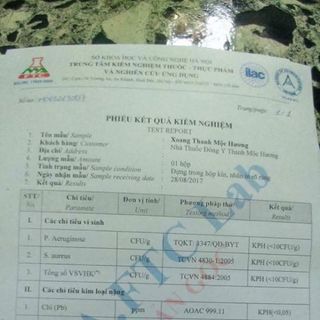 SỞ KHOA HỌC VÀ CÔNG NGHỆ HÀ NỘI
TRUNG TÂM KIỂM NGHIỆM THUỐC - THỰC PHẨM
VÀ NGHIÊN CỨU ỨNG DỤNG
FTC
ilac
Trang/page: 1/1
PHIẾU KẾT QUẢ KIỂM NGHIỆM
TEST REPORT
1. Tên mẫu/ Sample Xoang Thanh Mộc Hương
2. Khách hàng/ Customer Nhà Thuốc Đông Y Thanh Mộc Hương
3. Địa chỉ/ Address
4. Lượng mẫu/ Amount 01 hộp
5. Tình trạng mẫu/ Sample condition Đựng trong hộp kín, nhãn in rõ ràng
6. Ngày nhận mẫu/ Sample receiving date 28/08/2017
7. Kết quả/ Results
STT/ No Chỉ tiêu/ Parameter Đơn vị tính/ Unit Phương pháp thử/ Testing method Kết quả/ Results
I. Các chỉ tiêu vi sinh
1. P. Aeruginosa CFU/g TQKT 1347/QĐ-BYT KPH (<10CFU/g)
2. S. aureus CFU/g TCVN 4830-1:2005 KPH (<10CFU/g)
3. Tổng số VSVHK CFU/g TCVN 4884:2005 KPH (<10CFU/g)
II. Các chỉ tiêu kim loại nặng
1. Chì (Pb) ppm AOAC 999.11 KPH(<0,05)
FTC Lab